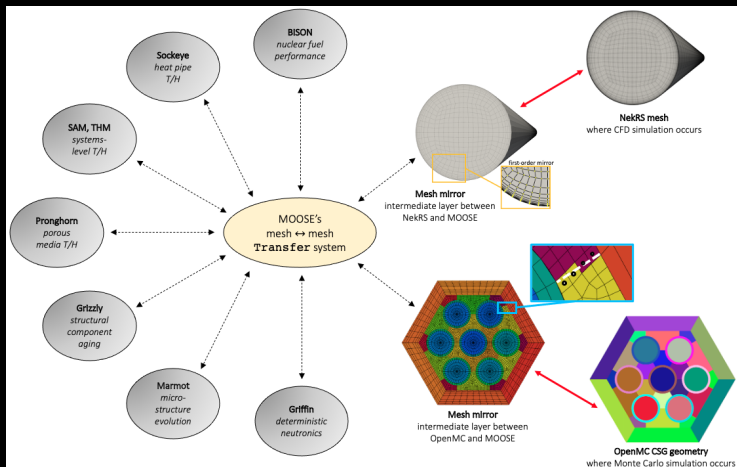 BISON
nuclear fuel
performance
Sockeye
heat pipe
T/H
SAM, THM
systems-
level T/H
Pronghorn
porous
media T/H
Grizzly
structural
component
aging
Marmot
micro-
structure
evolution
Griffin
deterministic
neutronics
MOOSE's
mesh ↔ mesh
Transfer system
NekRS mesh
where CFD simulation occurs
first-order mirror
Mesh mirror
intermediate layer between
NekRS and MOOSE
Mesh mirror
intermediate layer between
OpenMC and MOOSE
OpenMC CSG geometry
where Monte Carlo simulation occurs